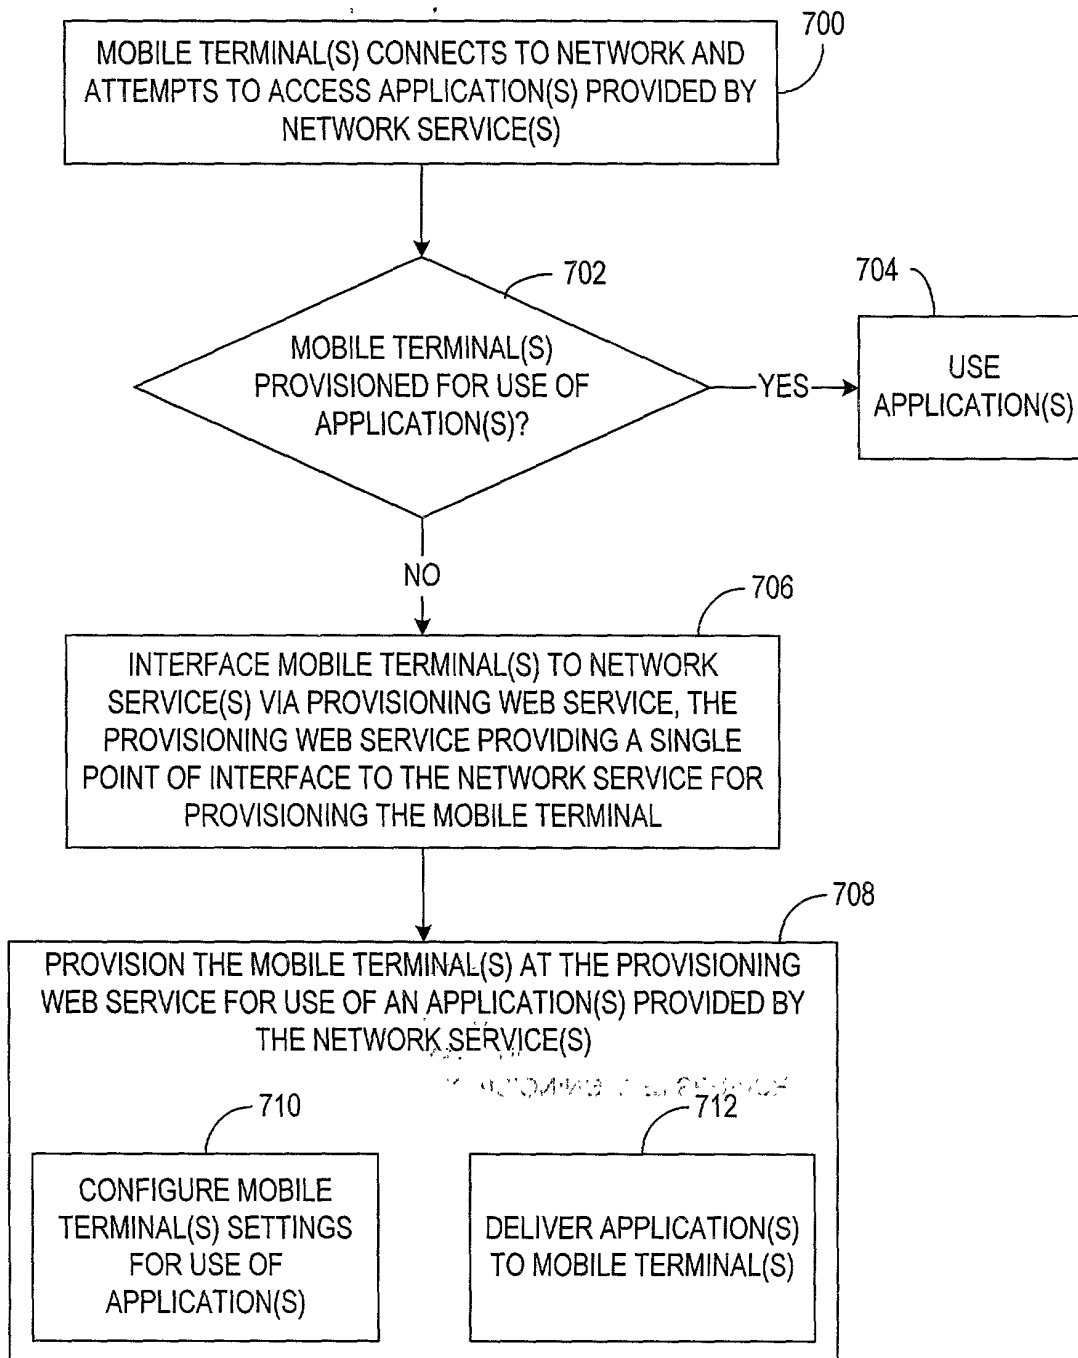 700
MOBILE TERMINAL(S) CONNECTS TO NETWORK AND
ATTEMPTS TO ACCESS APPLICATION(S) PROVIDED BY
NETWORK SERVICE(S)
702
MOBILE TERMINAL(S)
PROVISIONED FOR USE OF
APPLICATION(S)?
YES
704
USE
APPLICATION(S)
NO
706
INTERFACE MOBILE TERMINAL(S) TO NETWORK
SERVICE(S) VIA PROVISIONING WEB SERVICE, THE
PROVISIONING WEB SERVICE PROVIDING A SINGLE
POINT OF INTERFACE TO THE NETWORK SERVICE FOR
PROVISIONING THE MOBILE TERMINAL
708
PROVISION THE MOBILE TERMINAL(S) AT THE PROVISIONING
WEB SERVICE FOR USE OF AN APPLICATION(S) PROVIDED BY
THE NETWORK SERVICE(S)
710
CONFIGURE MOBILE
TERMINAL(S) SETTINGS
FOR USE OF
APPLICATION(S)
712
DELIVER APPLICATION(S)
TO MOBILE TERMINAL(S)